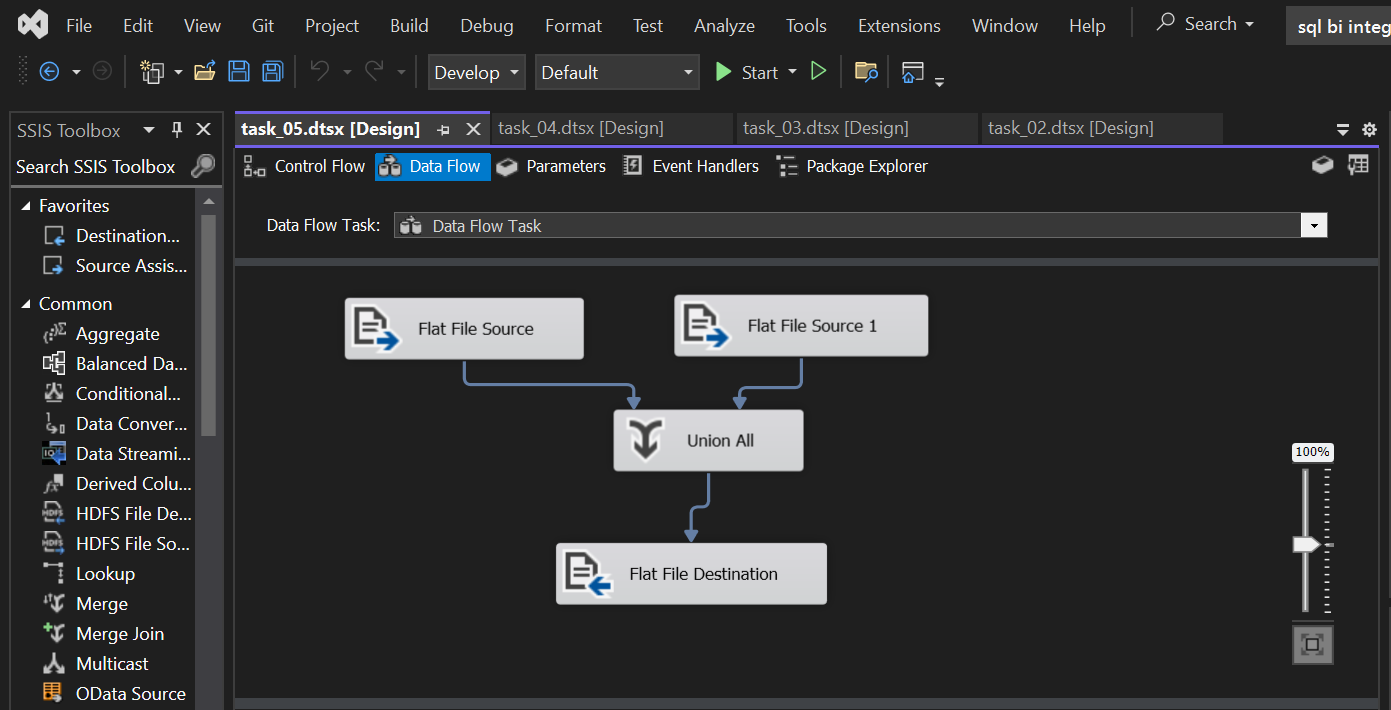 File Edit View Git Project Build Debug Format Test Analyze Tools Extensions Window Help Search sql bi integ
Develop Default Start
SSIS Toolbox
task_05.dtsx [Design] task_04.dtsx [Design] task_03.dtsx [Design] task_02.dtsx [Design]
Search SSIS Toolbox
Control Flow Data Flow Parameters Event Handlers Package Explorer
Favorites
Destination...
Source Assis...
Common
Aggregate
Balanced Da...
Conditional...
Data Conver...
Data Streami...
Derived Colu...
HDFS File De...
HDFS File So...
Lookup
Merge
Merge Join
Multicast
OData Source
Data Flow Task: Data Flow Task
Flat File Source
Flat File Source 1
Union All
Flat File Destination
100%